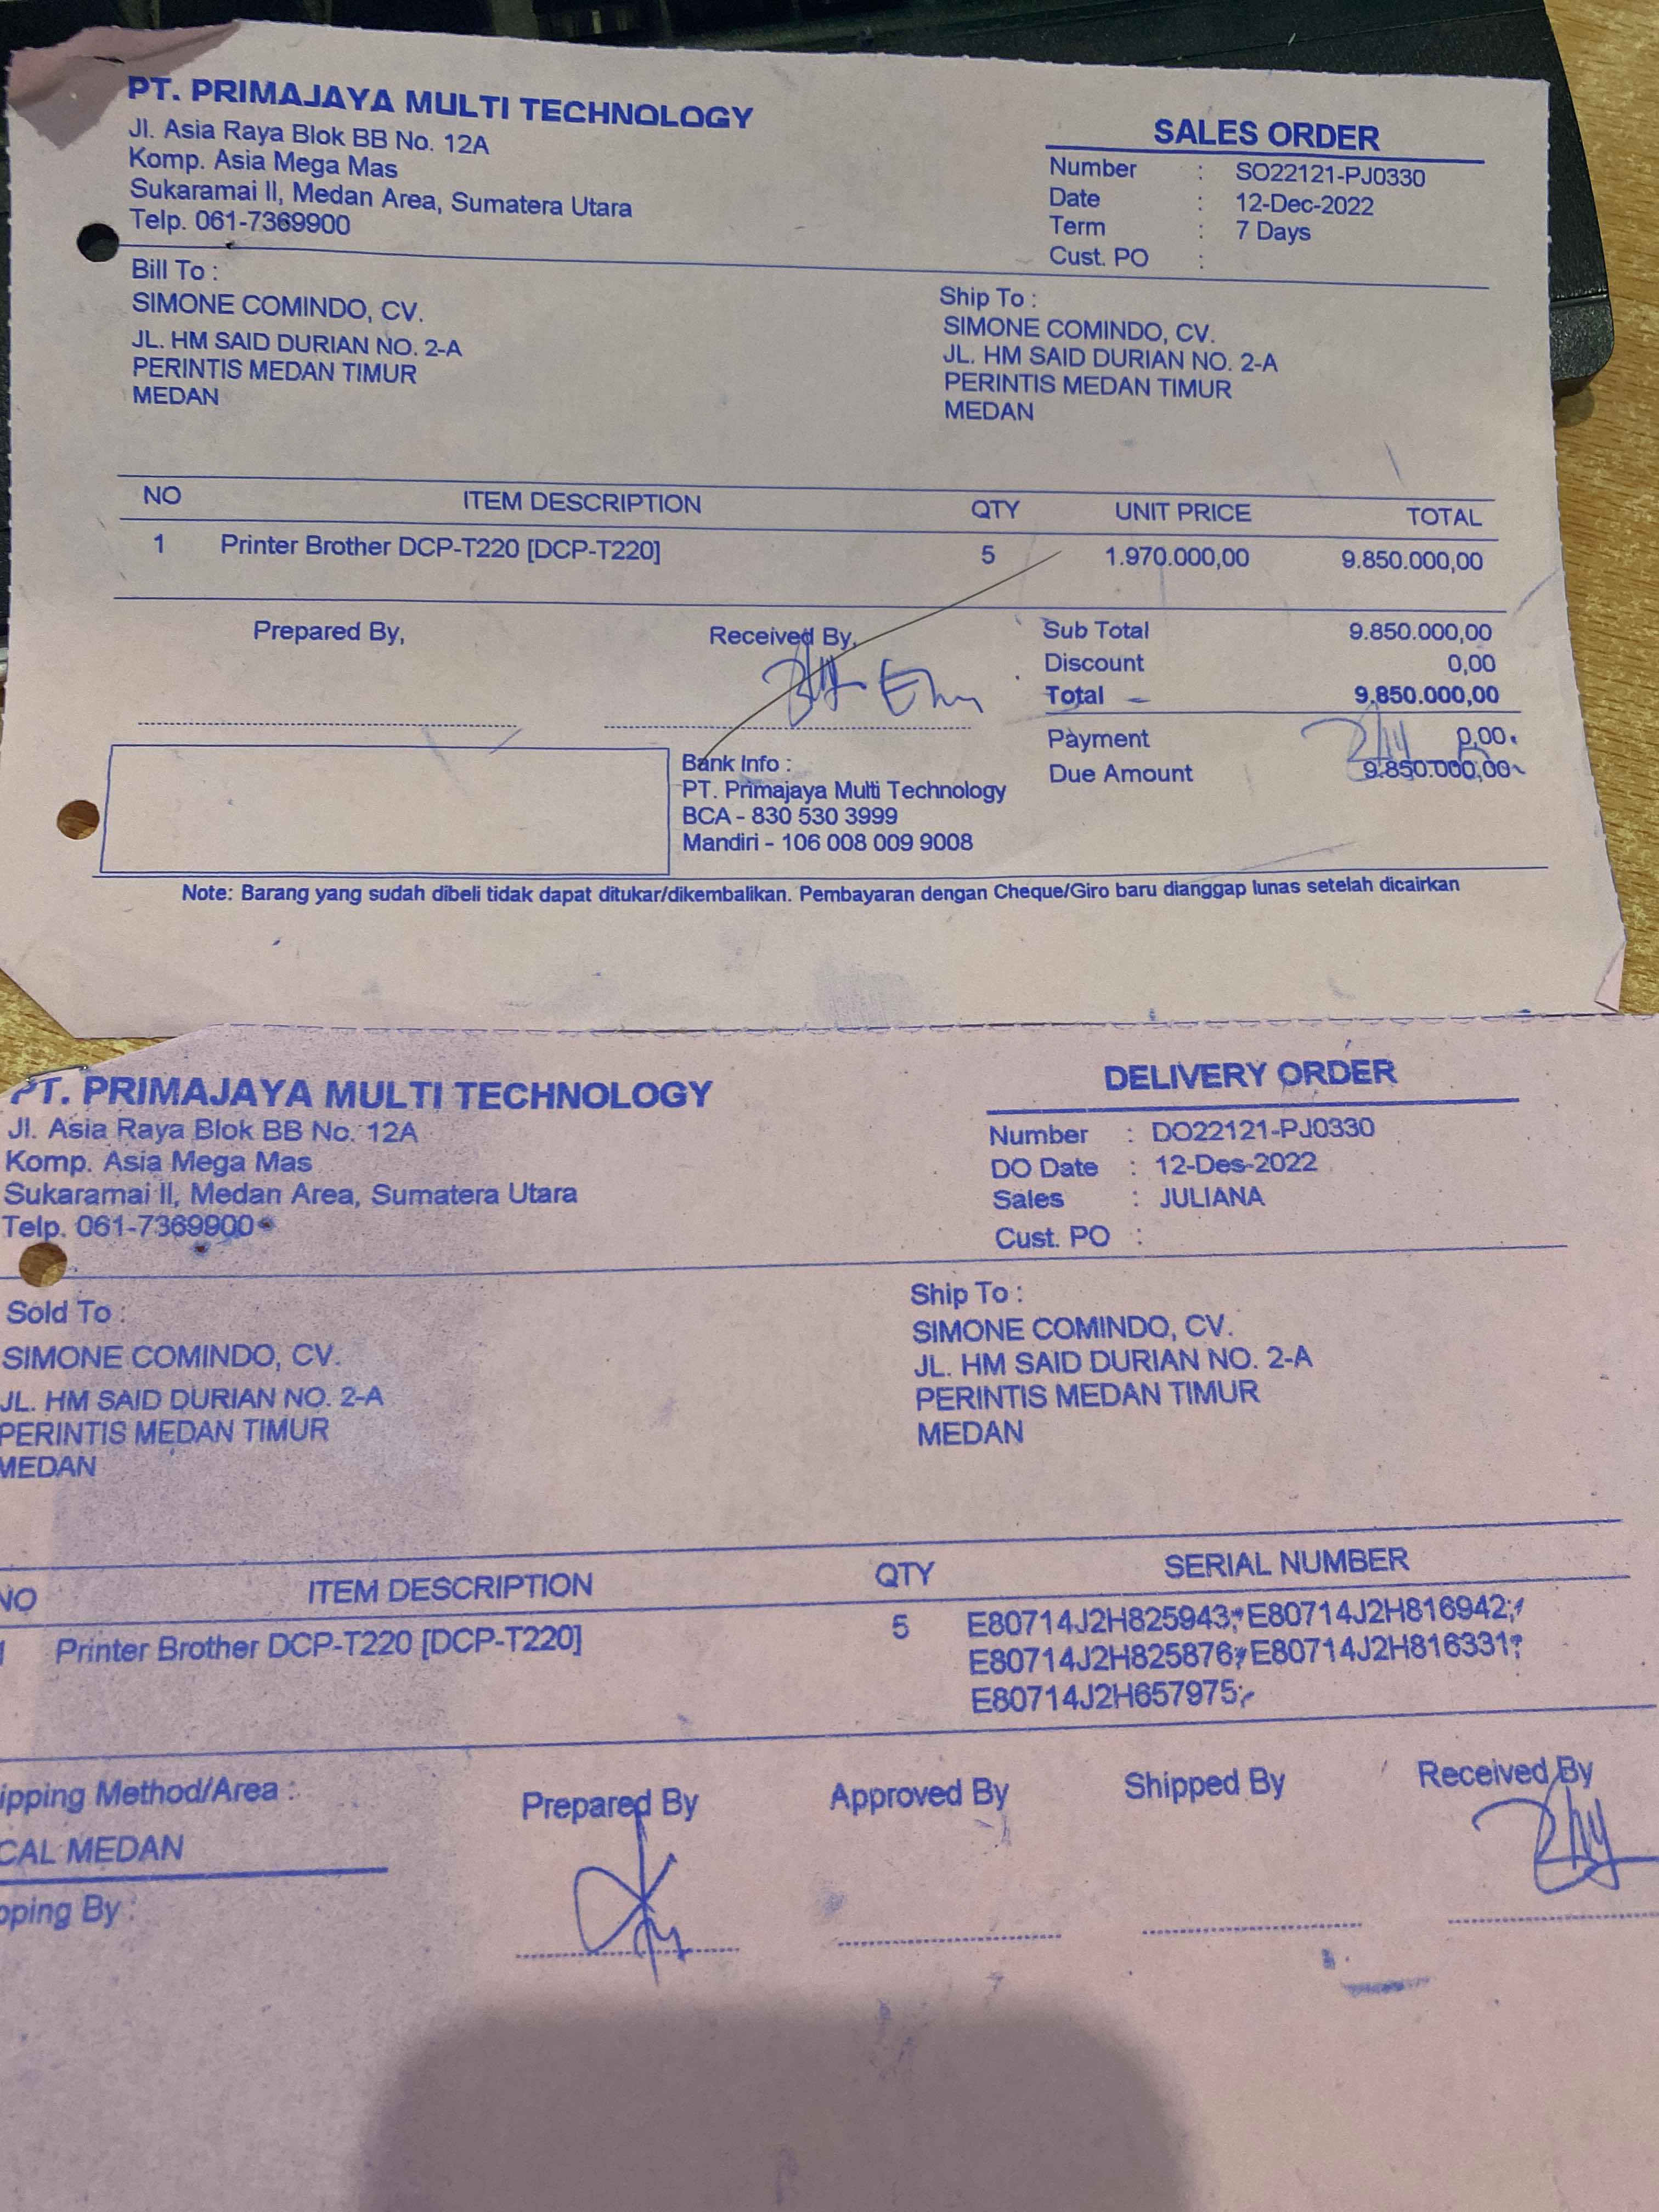 PT. PRIMAJAYA MULTI TECHNOLOGY
Jl. Asia Raya Blok BB No. 12A
Komp. Asia Mega Mas
Sukaramai II, Medan Area, Sumatera Utara
Telp. 061-7369900
SALES ORDER
Number : SO22121-PJ0330
Date : 12-Dec-2022
Term : 7 Days
Cust. PO :
Bill To :
SIMONE COMINDO, CV.
JL. HM SAID DURIAN NO. 2-A
PERINTIS MEDAN TIMUR
MEDAN
Ship To :
SIMONE COMINDO, CV.
JL. HM SAID DURIAN NO. 2-A
PERINTIS MEDAN TIMUR
MEDAN
NO ITEM DESCRIPTION QTY UNIT PRICE TOTAL
1 Printer Brother DCP-T220 [DCP-T220] 5 1.970.000,00 9.850.000,00
Prepared By,
Received By,
Sub Total 9.850.000,00
Discount 0,00
Total 9.850.000,00
Payment 0,00
Due Amount 9.850.000,00
Bank Info :
PT. Primajaya Multi Technology
BCA - 830 530 3999
Mandiri - 106 008 009 9008
Note: Barang yang sudah dibeli tidak dapat ditukar/dikembalikan. Pembayaran dengan Cheque/Giro baru dianggap lunas setelah dicairkan
PT. PRIMAJAYA MULTI TECHNOLOGY
Jl. Asia Raya Blok BB No. 12A
Komp. Asia Mega Mas
Sukaramai II, Medan Area, Sumatera Utara
Telp. 061-7369900
DELIVERY ORDER
Number : DO22121-PJ0330
DO Date : 12-Des-2022
Sales : JULIANA
Cust. PO :
Sold To :
SIMONE COMINDO, CV.
JL. HM SAID DURIAN NO. 2-A
PERINTIS MEDAN TIMUR
MEDAN
Ship To :
SIMONE COMINDO, CV.
JL. HM SAID DURIAN NO. 2-A
PERINTIS MEDAN TIMUR
MEDAN
NO ITEM DESCRIPTION QTY SERIAL NUMBER
1 Printer Brother DCP-T220 [DCP-T220] 5 E80714J2H825943; E80714J2H816942;
E80714J2H825876; E80714J2H816331;
E80714J2H657975;
ipping Method/Area :
CAL MEDAN
pping By :
Prepared By
Approved By
Shipped By
Received By